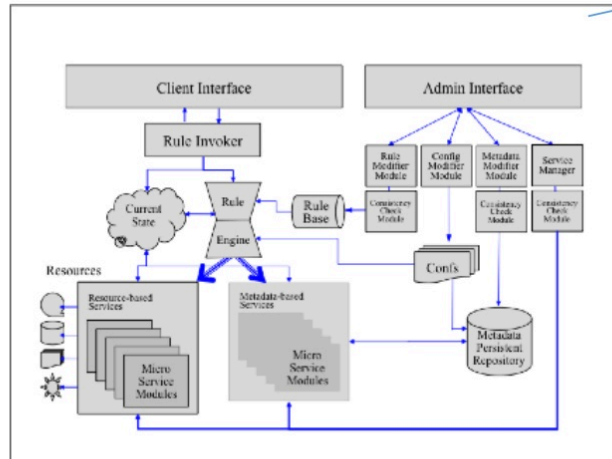 Client Interface
Admin Interface
Rule Invoker
Rule
Modifier
Module
Config
Modifier
Module
Metadata
Modifier
Module
Service
Manager
Current
State
Rule
Engine
Rule
Base
Consistency
Check
Module
Consistency
Check
Module
Consistency
Check
Module
Confs
Resources
Resource-based
Services
Micro
Service
Modules
Metadata-based
Services
Micro
Service
Modules
Metadata
Persistent
Repository